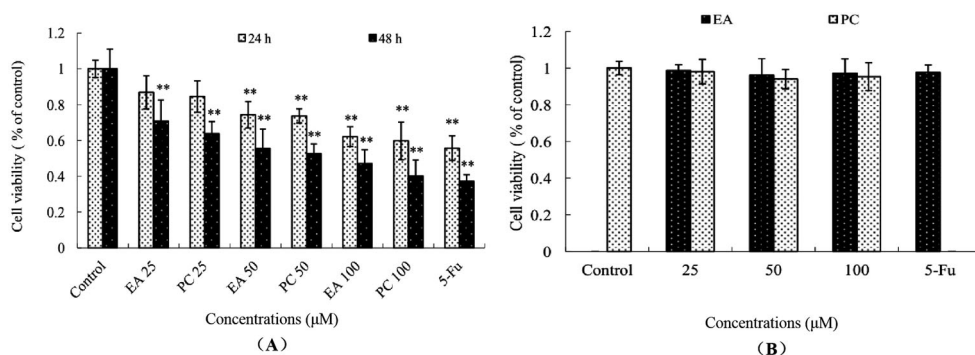 24 h 48 h
Cell viability ( % of control)
1.2
1
0.8
0.6
0.4
0.2
0
** ** ** ** ** ** ** ** ** ** ** **
Control EA 25 PC 25 EA 50 PC 50 EA 100 PC 100 5-Fu
Concentrations (μM)
（A）
EA PC
Cell viability ( % of control)
1.2
1
0.8
0.6
0.4
0.2
0
Control 25 50 100 5-Fu
Concentrations (μM)
（B）